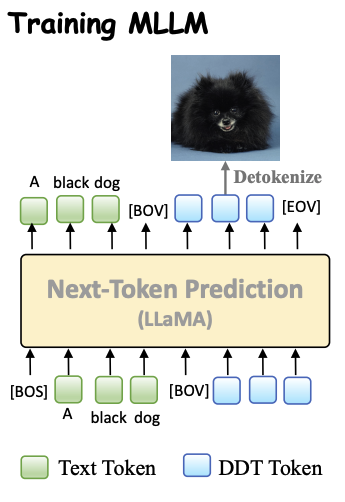 Training MLLM
Detokenize
A black dog [BOV] [EOV]
Next-Token Prediction
(LLaMA)
[BOS] A black dog [BOV]
Text Token DDT Token